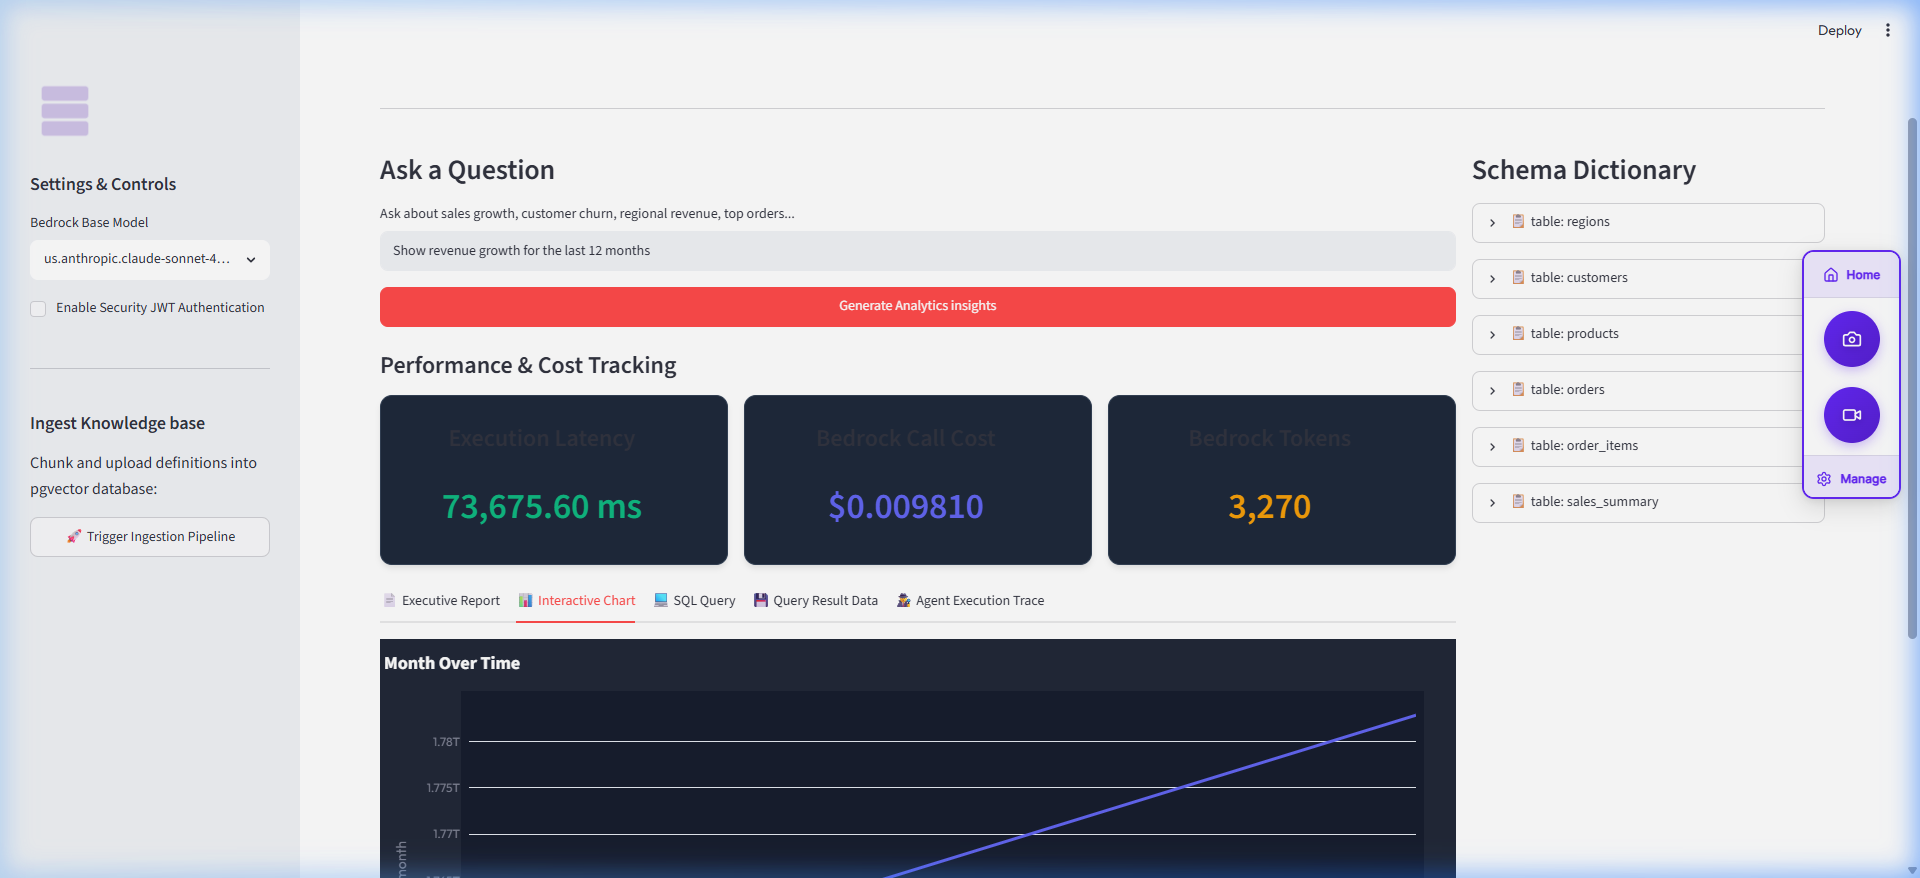 Deploy
Settings & Controls
Bedrock Base Model
us.anthropic.claude-sonnet-4...
Enable Security JWT Authentication
Ingest Knowledge base
Chunk and upload definitions into
pgvector database:
Trigger Ingestion Pipeline
Ask a Question
Ask about sales growth, customer churn, regional revenue, top orders...
Show revenue growth for the last 12 months
Generate Analytics insights
Performance & Cost Tracking
Execution Latency
73,675.60 ms
Bedrock Call Cost
$0.009810
Bedrock Tokens
3,270
Executive Report
Interactive Chart
SQL Query
Query Result Data
Agent Execution Trace
Month Over Time
1.78T
1.775T
1.77T
month
Schema Dictionary
table: regions
table: customers
table: products
table: orders
table: order_items
table: sales_summary
Home
Manage